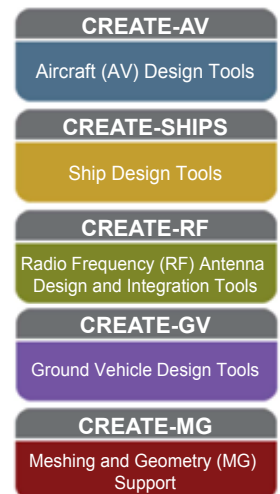 CREATE-AV
Aircraft (AV) Design Tools
CREATE-SHIPS
Ship Design Tools
CREATE-RF
Radio Frequency (RF) Antenna
Design and Integration Tools
CREATE-GV
Ground Vehicle Design Tools
CREATE-MG
Meshing and Geometry (MG)
Support